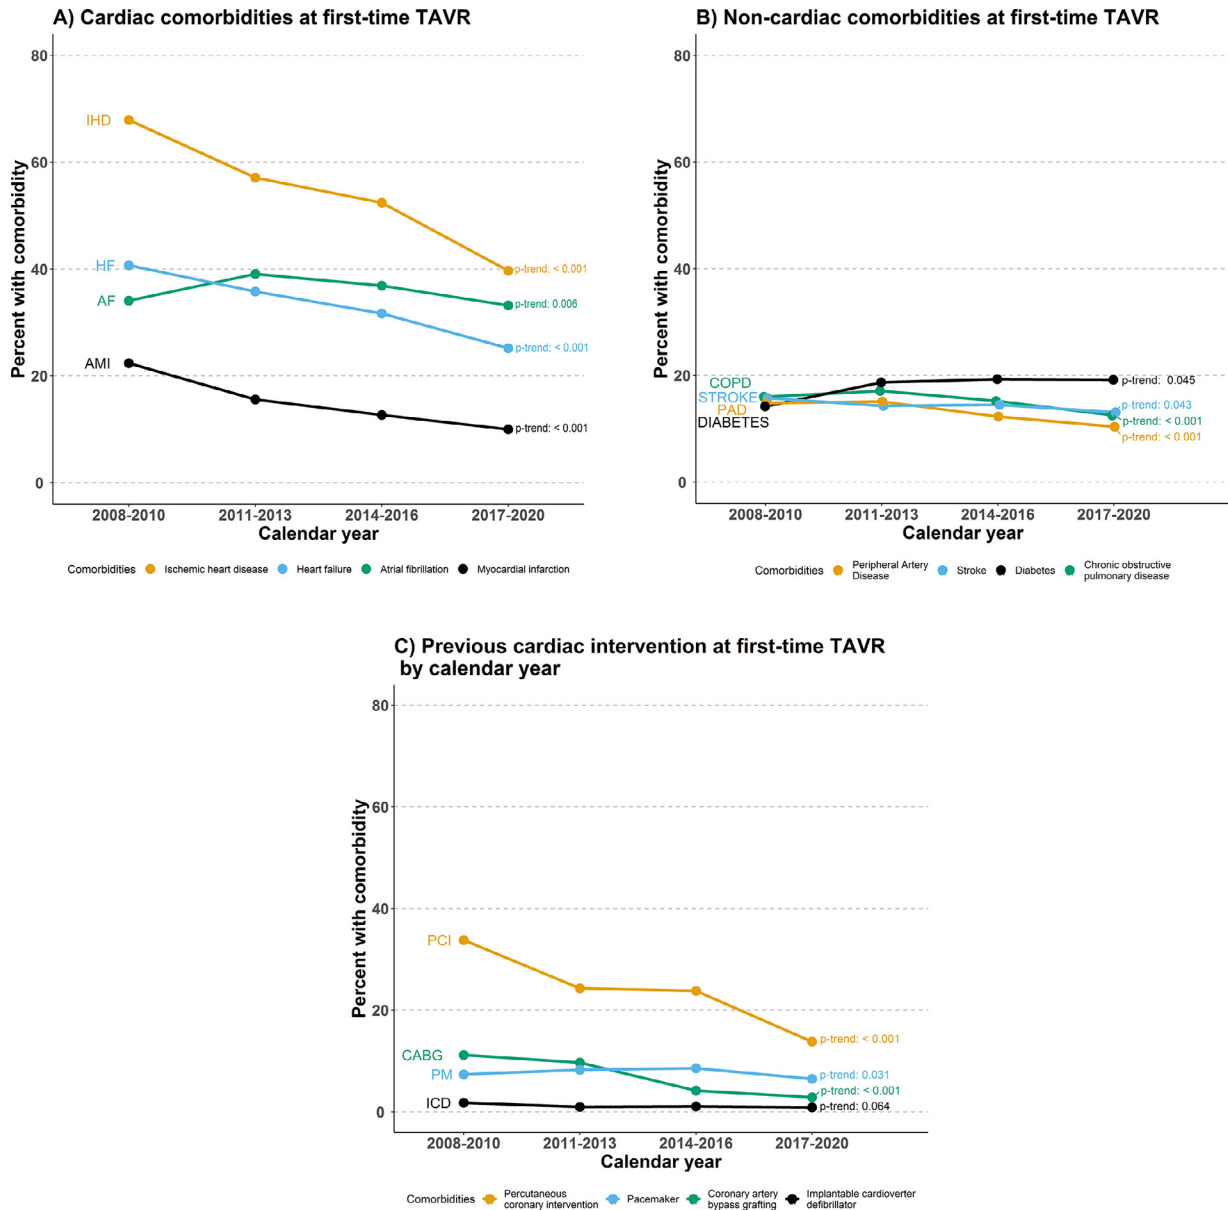 A) Cardiac comorbidities at first-time TAVR
Percent with comorbidity
80
60
40
20
0
IHD
HF
AF
AMI
p-trend: < 0.001
p-trend: 0.006
p-trend: < 0.001
p-trend: < 0.001
2008-2010 2011-2013 2014-2016 2017-2020
Calendar year
Comorbidities Ischemic heart disease Heart failure Atrial fibrillation Myocardial infarction
B) Non-cardiac comorbidities at first-time TAVR
Percent with comorbidity
80
60
40
20
0
COPD
STROKE
PAD
DIABETES
p-trend: 0.045
p-trend: 0.043
p-trend: < 0.001
p-trend: < 0.001
2008-2010 2011-2013 2014-2016 2017-2020
Calendar year
Comorbidities Peripheral Artery Disease Stroke Diabetes Chronic obstructive pulmonary disease
C) Previous cardiac intervention at first-time TAVR
by calendar year
Percent with comorbidity
80
60
40
20
0
PCI
CABG
PM
ICD
p-trend: < 0.001
p-trend: 0.031
p-trend: < 0.001
p-trend: 0.064
2008-2010 2011-2013 2014-2016 2017-2020
Calendar year
Comorbidities Percutaneous coronary intervention Pacemaker Coronary artery bypass grafting Implantable cardioverter defibrillator